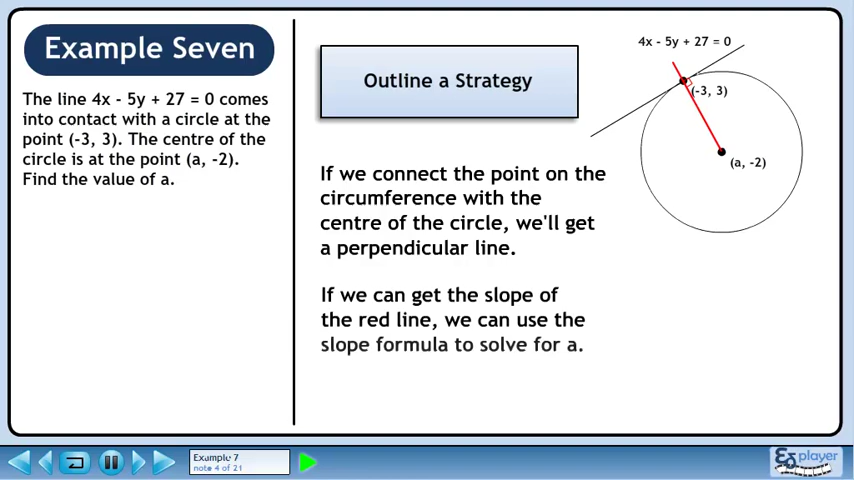 Example Seven
The line 4x - 5y + 27 = 0 comes
into contact with a circle at the
point (-3, 3). The centre of the
circle is at the point (a, -2).
Find the value of a.
Outline a Strategy
If we connect the point on the
circumference with the
centre of the circle, we'll get
a perpendicular line.
If we can get the slope of
the red line, we can use the
slope formula to solve for a.
4x - 5y + 27 = 0
(-3, 3)
(a, -2)
Example 7
note 4 of 21
player